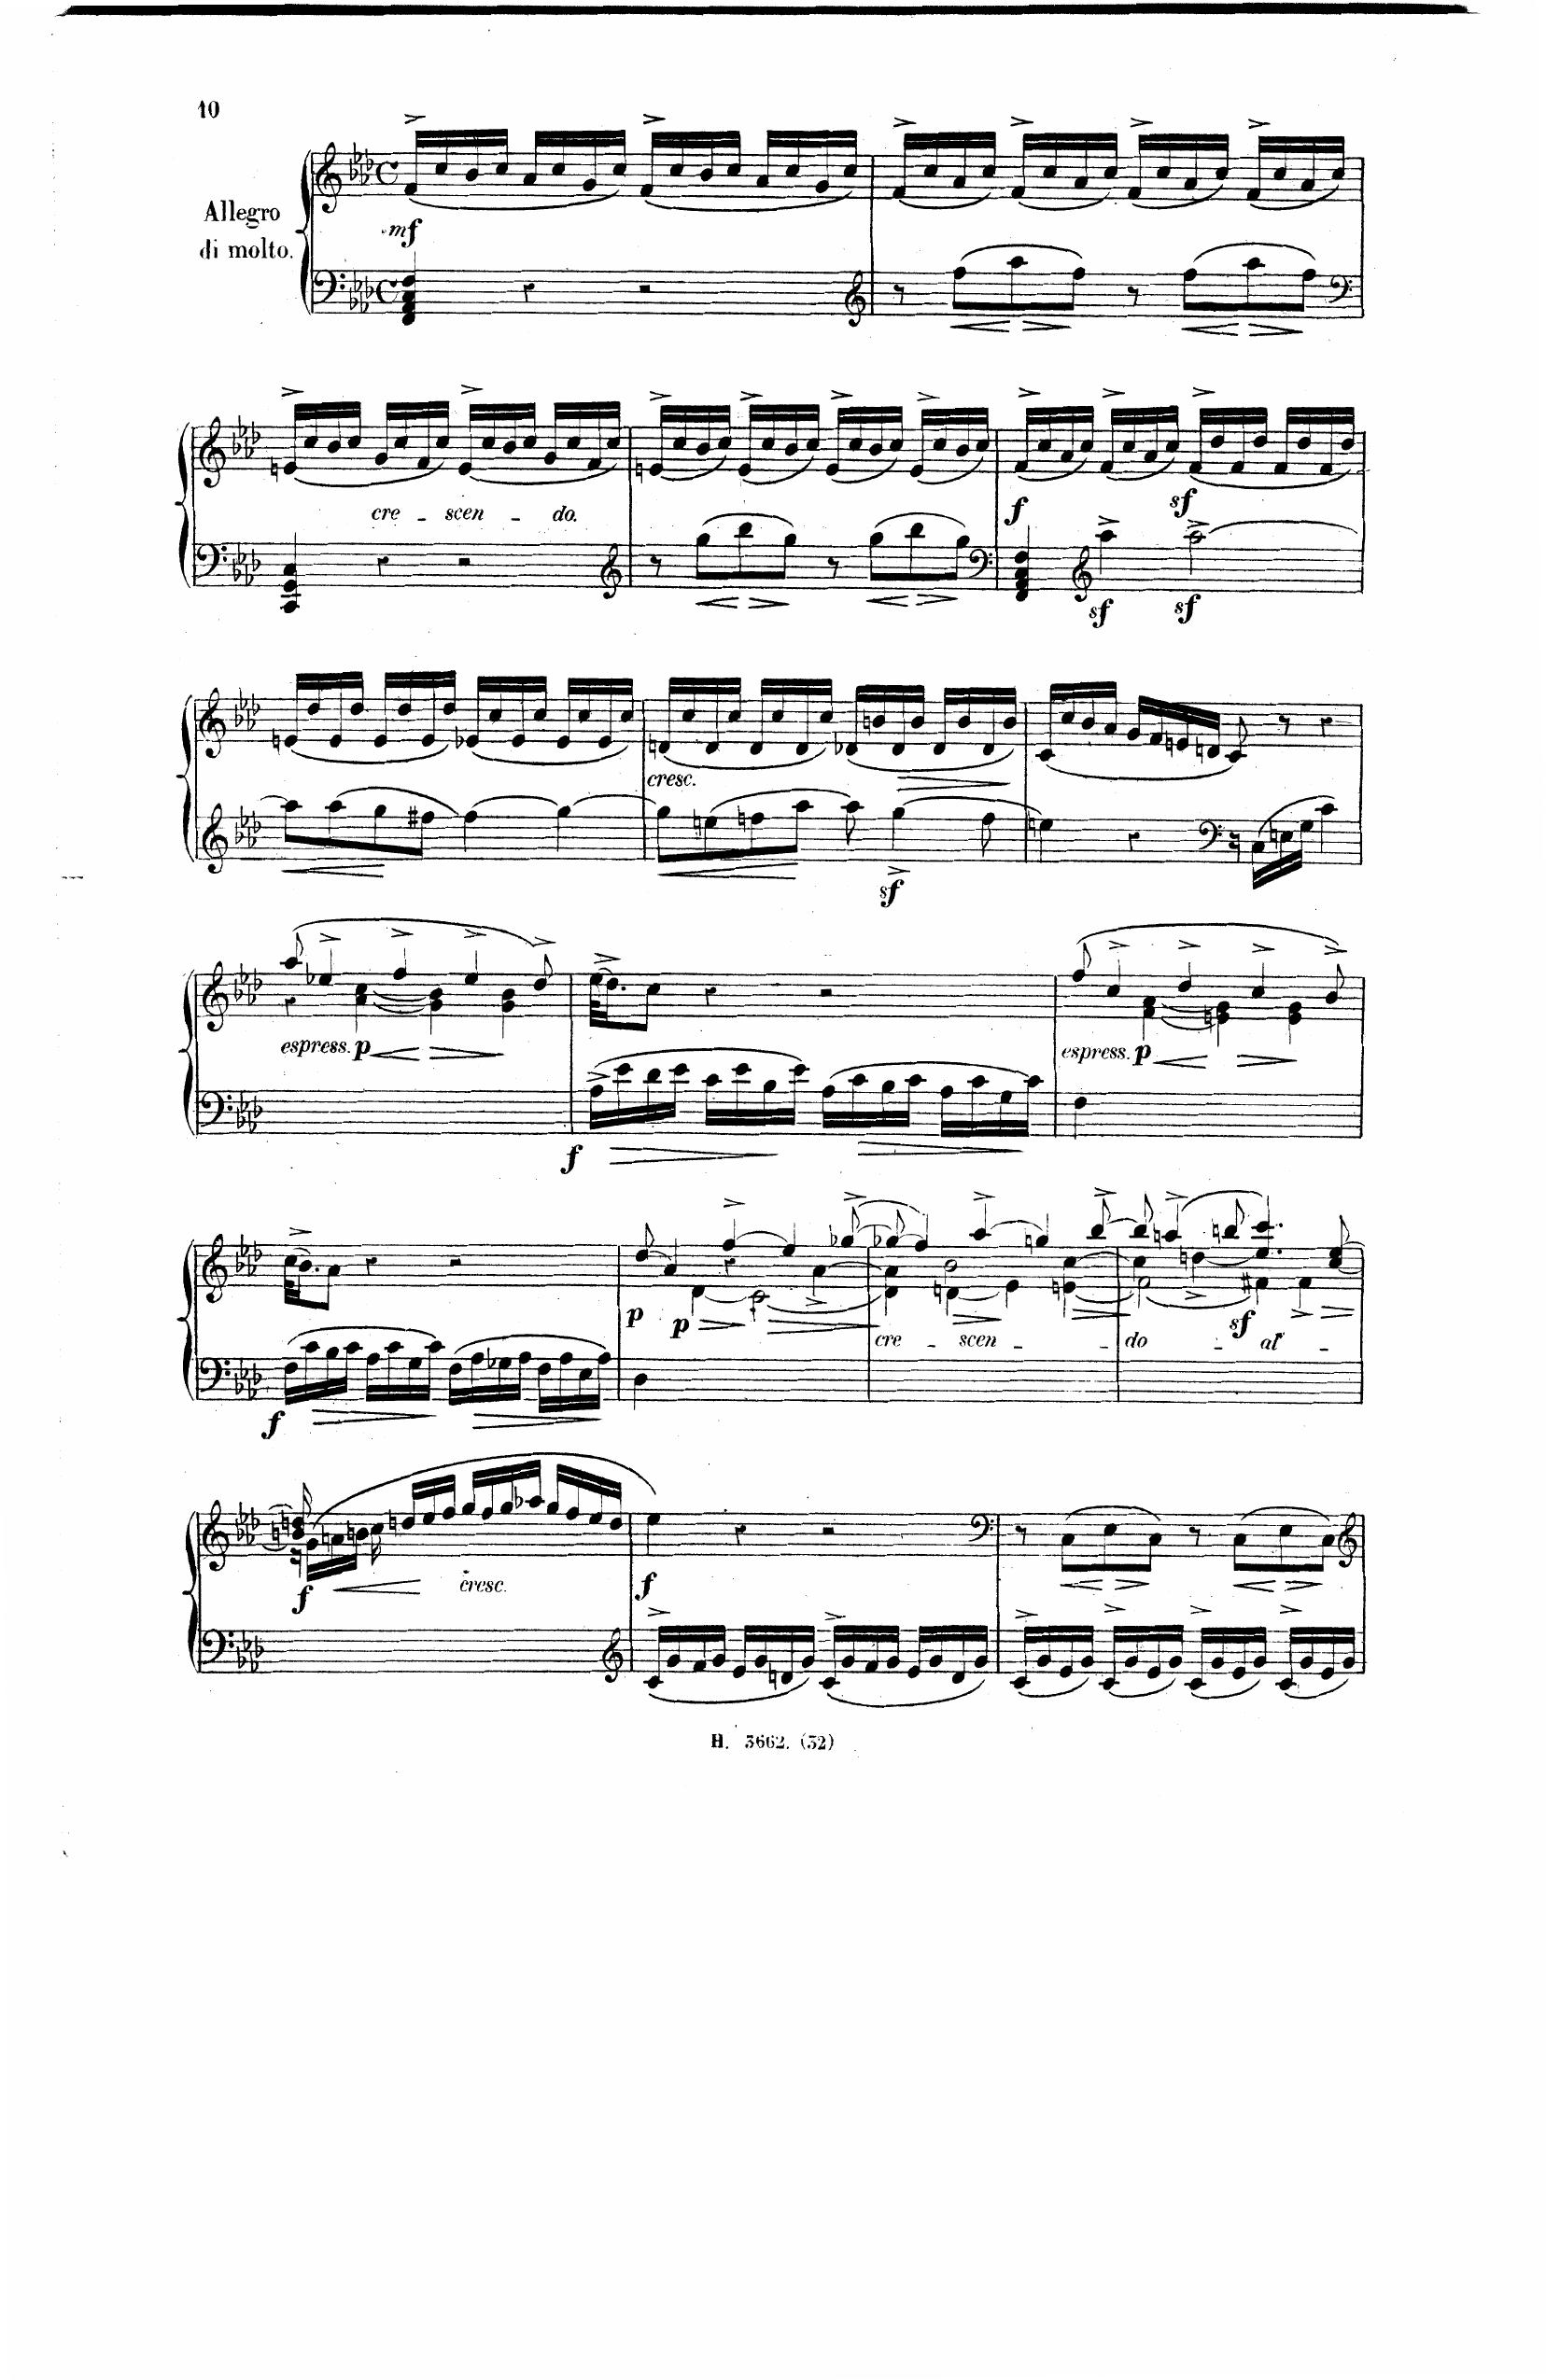 10
Allegro
di molto.
mf
cre - scen - do.
f
sf
sf
sf
cresc.
sf
espress. p
espress. p
f
p
p
sf
cre - scen - do - al -
f
f
cresc.
f
H. 3662. (32)